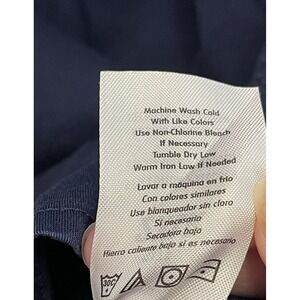 Machine Wash Cold
With Like Colors
Use Non-Chlorine Bleach
If Necessary
Tumble Dry Low
Warm Iron Low If Needed
Lavar a máquina en frío
Con colores similares
Use blanqueador sin cloro
Si necesario
Secadora bajo
Hierro caliente bajo si es necesario
30C